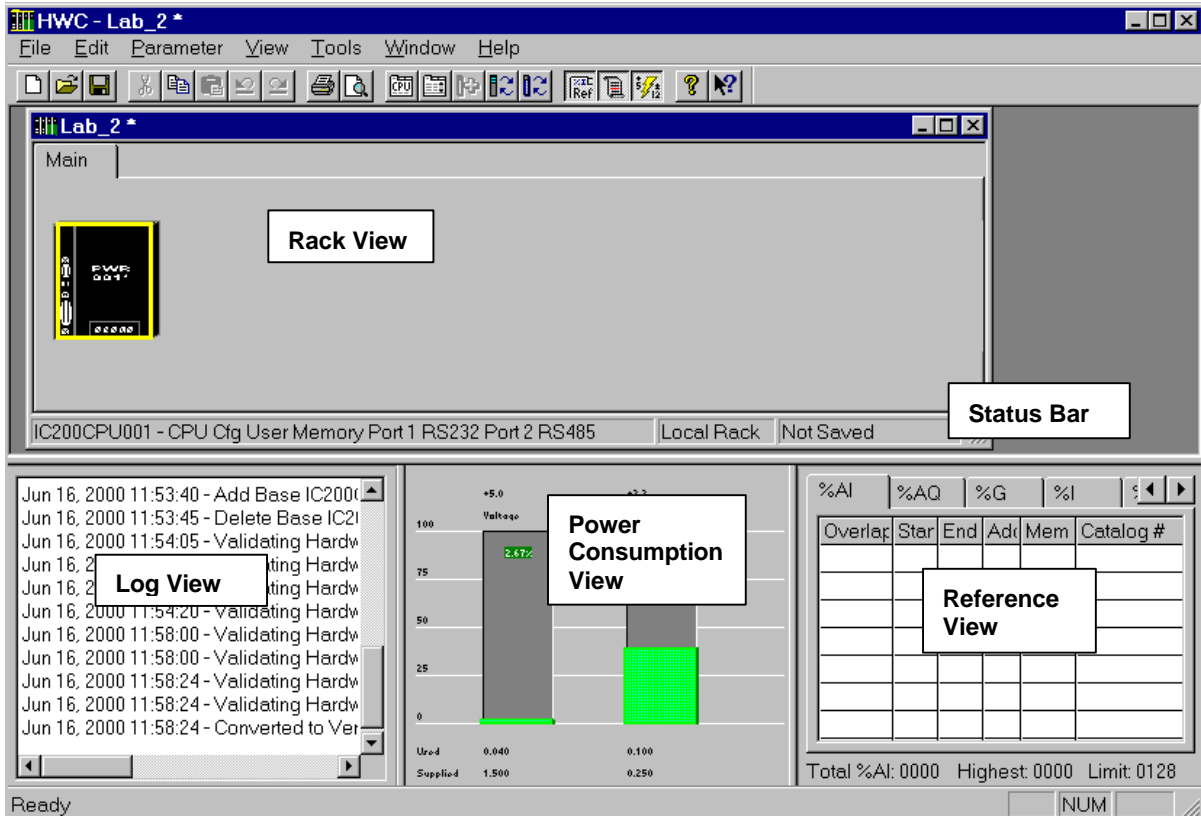 HWC - Lab_2 *
File Edit Parameter View Tools Window Help
CPU Ref 12 ? ?
Lab_2 *
Main
PWR
Rack View
Status Bar
IC200CPU001 - CPU Cfg User Memory Port 1 RS232 Port 2 RS485 Local Rack Not Saved
Jun 16, 2000 11:53:40 - Add Base IC200
Jun 16, 2000 11:53:45 - Delete Base IC2
Jun 16, 2000 11:54:05 - Validating Hardw
Jun 16, 2
Jun 16, 2
Jun 16, 2000 11:54:20 - Validating Hardw
Jun 16, 2000 11:58:00 - Validating Hardw
Jun 16, 2000 11:58:00 - Validating Hardw
Jun 16, 2000 11:58:24 - Validating Hardw
Jun 16, 2000 11:58:24 - Validating Hardw
Jun 16, 2000 11:58:24 - Converted to Ver
Log View
+5.0
Voltage
100
75
50
25
0
2.67%
Power
Consumption
View
Used 0.040 0.100
Supplied 1.500 0.250
%AI %AQ %G %I
Overlap Star End Add Mem Catalog #
Reference
View
Total %AI: 0000 Highest: 0000 Limit: 0128
Ready NUM